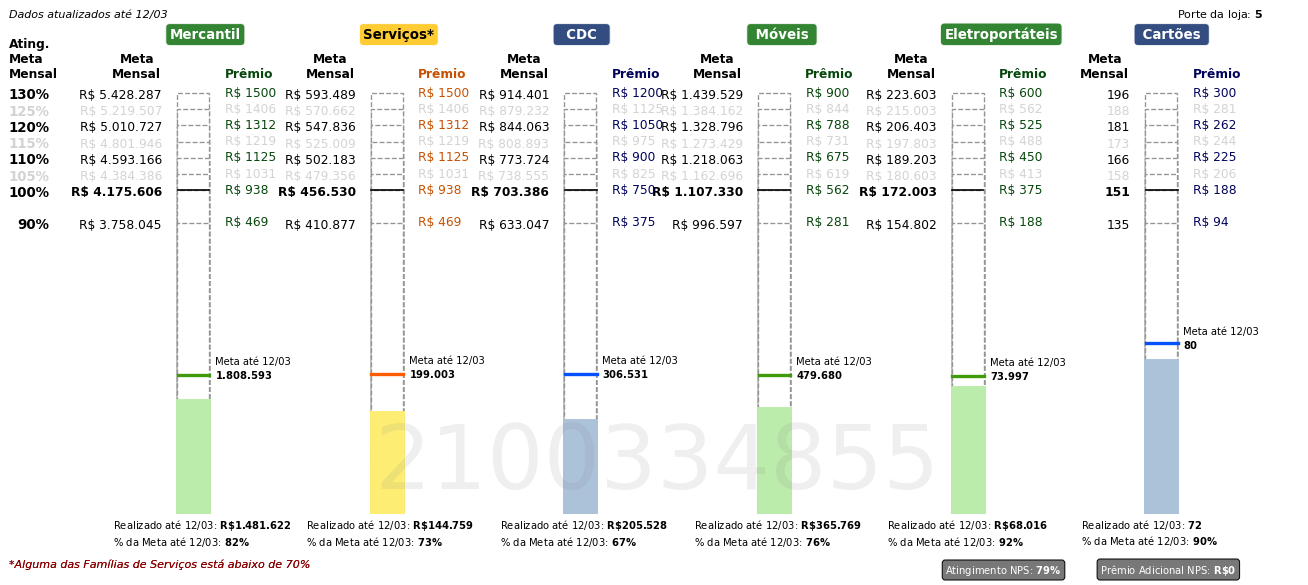 Dados atualizados até 12/03 Porte da loja: 5
Mercantil Serviços* CDC Móveis Eletroportáteis Cartões
Ating. Meta Mensal Meta Mensal Prêmio Meta Mensal Prêmio Meta Mensal Prêmio Meta Mensal Prêmio Meta Mensal Prêmio Meta Mensal Prêmio
130% R$ 5.428.287 R$ 1500 R$ 593.489 R$ 1500 R$ 914.401 R$ 1200 R$ 1.439.529 R$ 900 R$ 223.603 R$ 600 196 R$ 300
125% R$ 5.219.507 R$ 1406 R$ 570.662 R$ 1406 R$ 879.232 R$ 1125 R$ 1.384.162 R$ 844 R$ 215.003 R$ 562 188 R$ 281
120% R$ 5.010.727 R$ 1312 R$ 547.836 R$ 1312 R$ 844.063 R$ 1050 R$ 1.328.796 R$ 788 R$ 206.403 R$ 525 181 R$ 262
115% R$ 4.801.946 R$ 1219 R$ 525.009 R$ 1219 R$ 808.893 R$ 975 R$ 1.273.429 R$ 731 R$ 197.803 R$ 488 173 R$ 244
110% R$ 4.593.166 R$ 1125 R$ 502.183 R$ 1125 R$ 773.724 R$ 900 R$ 1.218.063 R$ 675 R$ 189.203 R$ 450 166 R$ 225
105% R$ 4.384.386 R$ 1031 R$ 479.356 R$ 1031 R$ 738.555 R$ 825 R$ 1.162.696 R$ 619 R$ 180.603 R$ 413 158 R$ 206
100% R$ 4.175.606 R$ 938 R$ 456.530 R$ 938 R$ 703.386 R$ 750 R$ 1.107.330 R$ 562 R$ 172.003 R$ 375 151 R$ 188
90% R$ 3.758.045 R$ 469 R$ 410.877 R$ 469 R$ 633.047 R$ 375 R$ 996.597 R$ 281 R$ 154.802 R$ 188 135 R$ 94
Meta até 12/03 Meta até 12/03 Meta até 12/03 Meta até 12/03 Meta até 12/03 Meta até 12/03
1.808.593 199.003 306.531 479.680 73.997 80
2100334855
Realizado até 12/03: R$1.481.622 Realizado até 12/03: R$144.759 Realizado até 12/03: R$205.528 Realizado até 12/03: R$365.769 Realizado até 12/03: R$68.016 Realizado até 12/03: 72
% da Meta até 12/03: 82% % da Meta até 12/03: 73% % da Meta até 12/03: 67% % da Meta até 12/03: 76% % da Meta até 12/03: 92% % da Meta até 12/03: 90%
*Alguma das Famílias de Serviços está abaixo de 70% Atingimento NPS: 79% Prêmio Adicional NPS: R$0